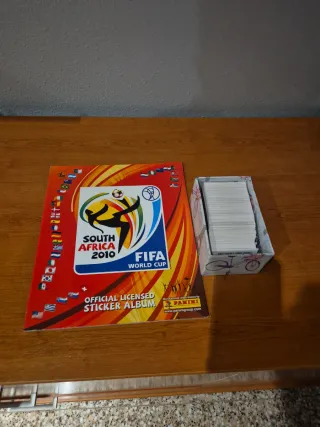 SOUTH
AFRICA
2010
FIFA
WORLD CUP
OFFICIAL LICENSED
STICKER ALBUM
PANINI